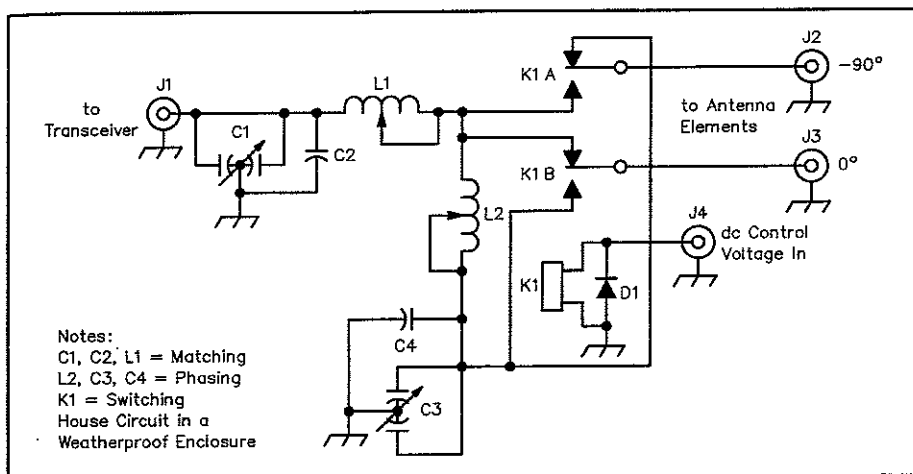 J1
to
Transceiver
C1
C2
L1
K1 A
J2
−90°
to Antenna
Elements
J3
0°
K1 B
L2
J4
dc Control
Voltage In
K1
D1
C4
C3
Notes:
C1, C2, L1 = Matching
L2, C3, C4 = Phasing
K1 = Switching
House Circuit in a
Weatherproof Enclosure